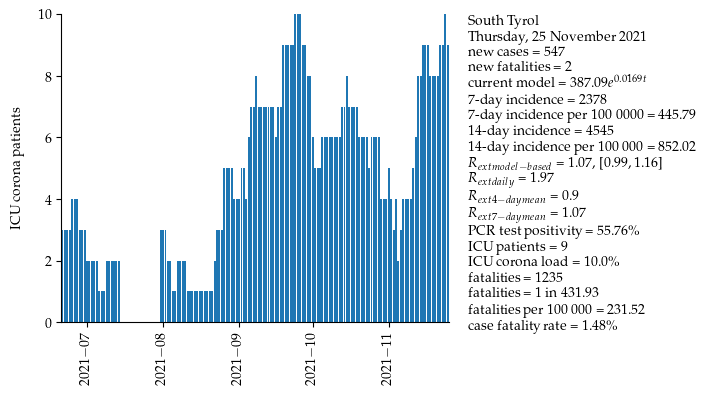 10
8
6
4
2
0
ICU corona patients
2021−07
2021−08
2021−09
2021−10
2021−11
South Tyrol
Thursday, 25 November 2021
new cases = 547
new fatalities = 2
current model = 387.09e^0.0169t
7-day incidence = 2378
7-day incidence per 100 0000 = 445.79
14-day incidence = 4545
14-day incidence per 100 000 = 852.02
R_extmodel−based = 1.07, [0.99, 1.16]
R_extdaily = 1.97
R_ext4−daymean = 0.9
R_ext7−daymean = 1.07
PCR test positivity = 55.76%
ICU patients = 9
ICU corona load = 10.0%
fatalities = 1235
fatalities = 1 in 431.93
fatalities per 100 000 = 231.52
case fatality rate = 1.48%